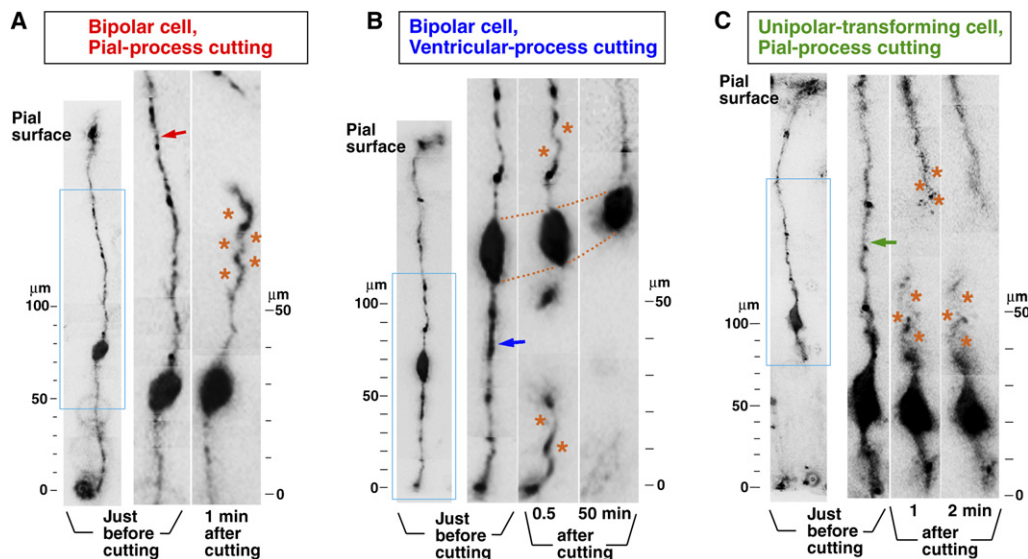 A
Bipolar cell,
Pial-process cutting
Pial
surface
μm
100
50
0
μm
50
0
Just
before
cutting
1 min
after
cutting
B
Bipolar cell,
Ventricular-process cutting
Pial
surface
μm
100
50
0
μm
50
0
Just
before
cutting
0.5 50 min
after
cutting
C
Unipolar-transforming cell,
Pial-process cutting
Pial
surface
μm
100
50
0
μm
50
0
Just
before
cutting
1 2 min
after
cutting